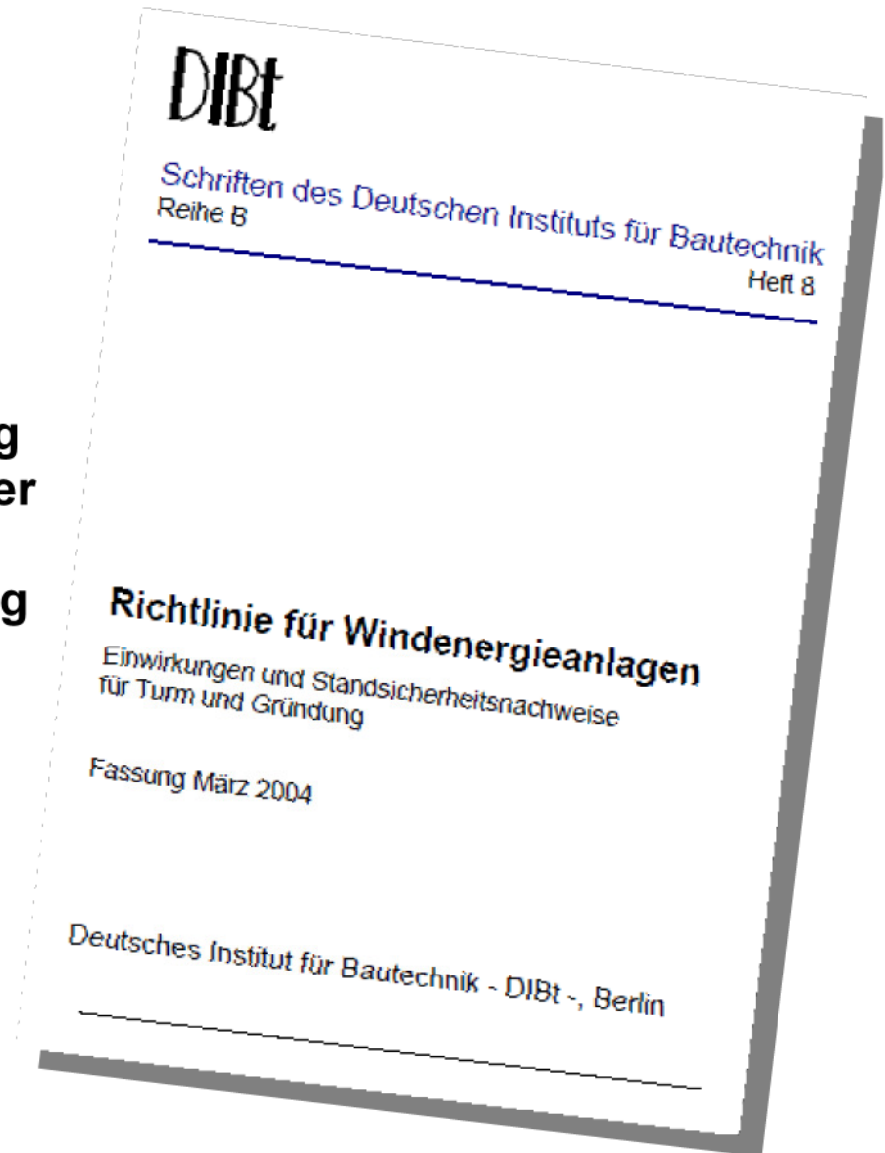 DIBt
Schriften des Deutschen Instituts für Bautechnik
Reihe B
Heft 8
g
er
g
Richtlinie für Windenergieanlagen
Einwirkungen und Standsicherheitsnachweise
für Turm und Gründung
Fassung März 2004
Deutsches Institut für Bautechnik - DIBt -, Berlin